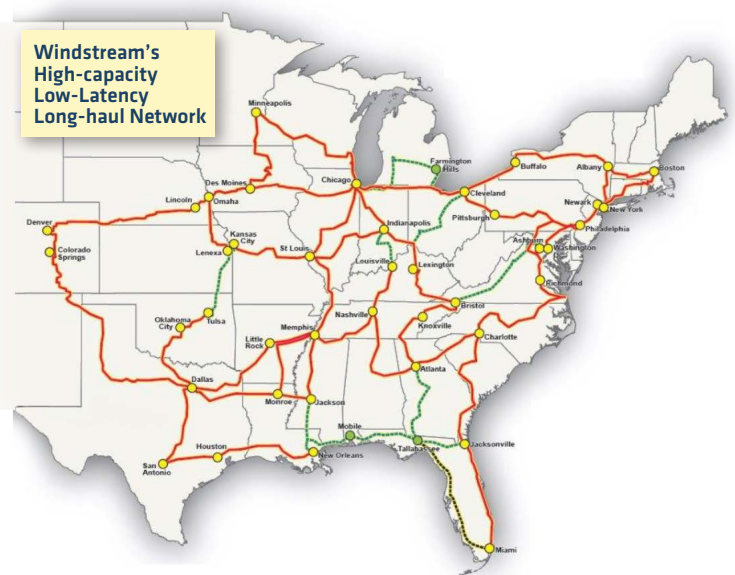 Windstream's
High-capacity
Low-Latency
Long-haul Network
Minneapolis
Farmington
Hills
Buffalo
Albany
Boston
Chicago
Des Moines
Cleveland
Lincoln
Omaha
Newark
New York
Pittsburgh
Denver
Indianapolis
Philadelphia
Kansas
City
Colorado
Springs
Lenexa
St Louis
Ashburn
Washington
Louisville
Lexington
Richmond
Bristol
Oklahoma
City
Tulsa
Nashville
Knoxville
Memphis
Little
Rock
Charlotte
Atlanta
Dallas
Monroe
Jackson
Mobile
Tallahassee
Jacksonville
Houston
New Orleans
San
Antonio
Miami